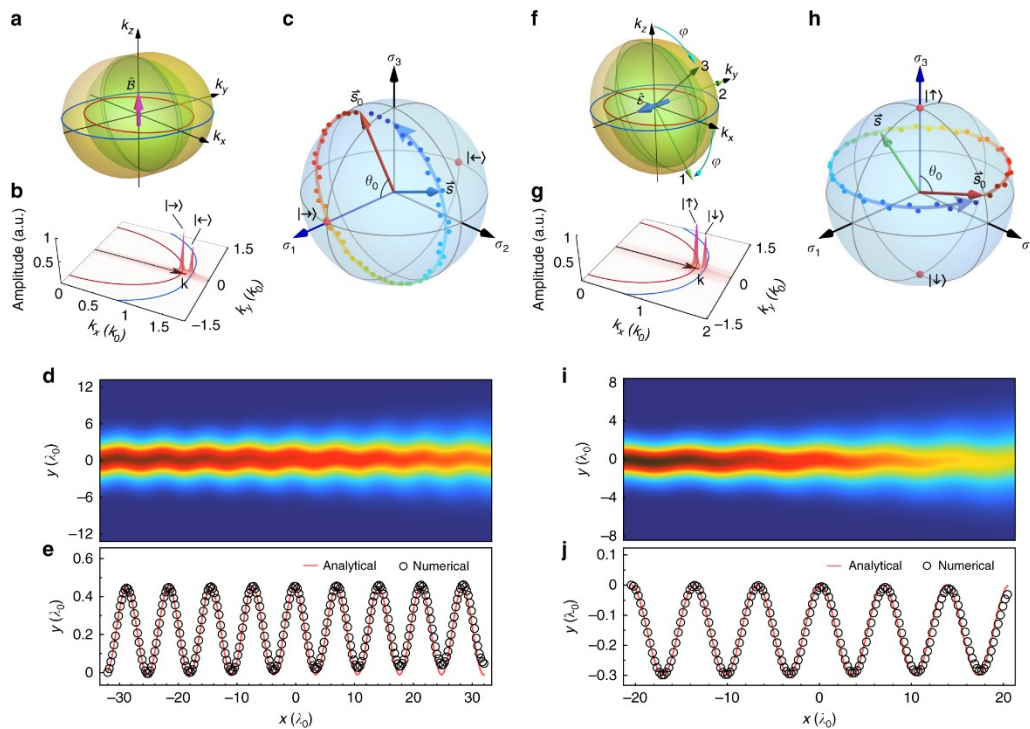 a
k_z
𝓑̂
k_y
k_x
b
|→⟩
|←⟩
Amplitude (a.u.)
1
0.5
0
0.5
1
1.5
k_x (k_0)
k
1.5
0
−1.5
k_y (k_0)
c
σ_3
s⃗_0
|←⟩
θ_0
s⃗
|→⟩
σ_1
σ_2
f
k_z
φ
3
k_y
2
𝓔̂
k_x
φ
1
g
|↑⟩
|↓⟩
Amplitude (a.u.)
1
0.5
0
1
2
k_x (k_0)
k
1.5
0
−1.5
k_y (k_0)
h
σ_3
|↑⟩
s⃗
θ_0
s⃗_0
σ_1
σ
|↓⟩
d
y (λ_0)
12
6
0
−6
−12
e
y (λ_0)
0.6
0.4
0.2
0
Analytical
Numerical
−30
−20
−10
0
10
20
30
x (λ_0)
i
y (λ_0)
8
4
0
−4
−8
j
y (λ_0)
0.1
0
−0.1
−0.2
−0.3
Analytical
Numerical
−20
−10
0
10
20
x (λ_0)